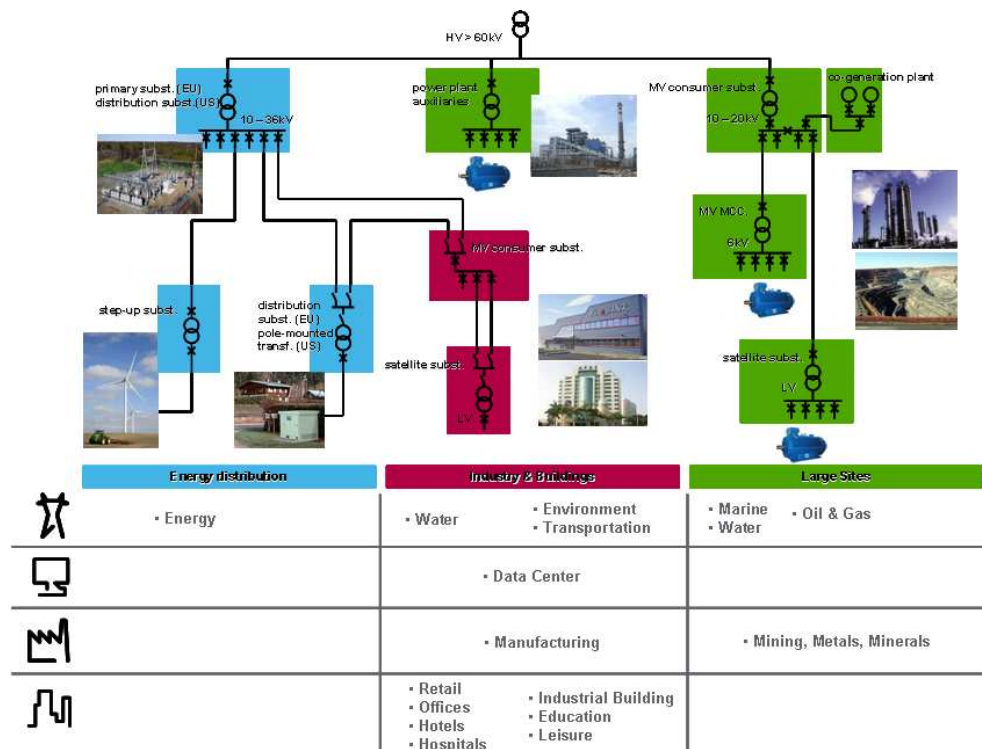 HV > 60kV
primary subst. (EU)
distribution subst.(US)
10 – 36kV
power plant
auxiliaries
MV consumer subst.
10 – 20kV
co-generation plant
MV MCC.
6kV
MV consumer subst.
step-up subst.
distribution
subst. (EU)
pole-mounted
transf. (US)
satellite subst.
LV
satellite subst.
LV
Energy distribution
Industry & Buildings
Large Sites
▪ Energy
▪ Water
▪ Environment
▪ Transportation
▪ Marine
▪ Water
▪ Oil & Gas
▪ Data Center
▪ Manufacturing
▪ Mining, Metals, Minerals
▪ Retail
▪ Offices
▪ Hotels
▪ Hospitals
▪ Industrial Building
▪ Education
▪ Leisure